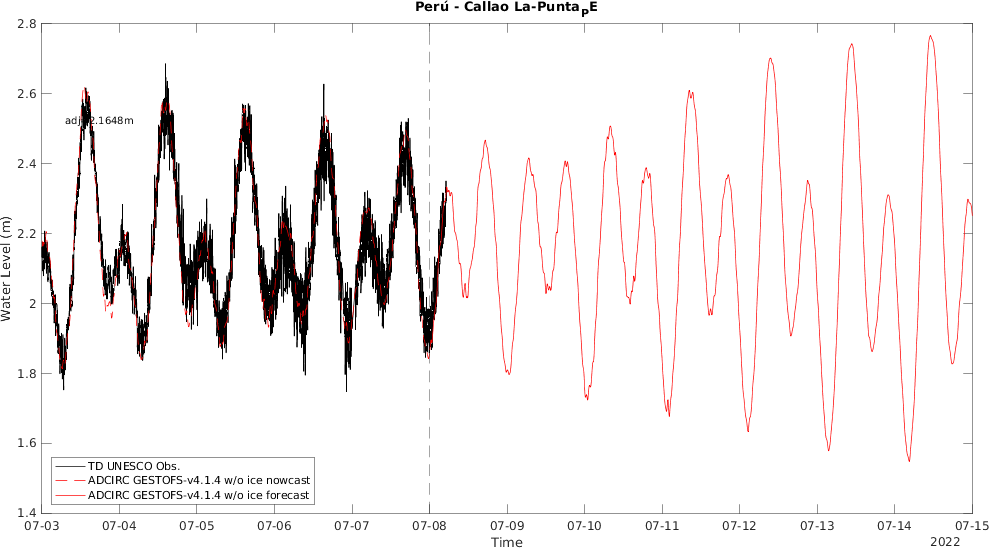 Perú - Callao La-PuntaPE
2.8
2.6
2.4
2.2
2
1.8
1.6
1.4
Water Level (m)
2.1648m
TD UNESCO Obs.
ADCIRC GESTOFS-v4.1.4 w/o ice nowcast
ADCIRC GESTOFS-v4.1.4 w/o ice forecast
07-03 07-04 07-05 07-06 07-07 07-08 07-09 07-10 07-11 07-12 07-13 07-14 07-15
Time
2022